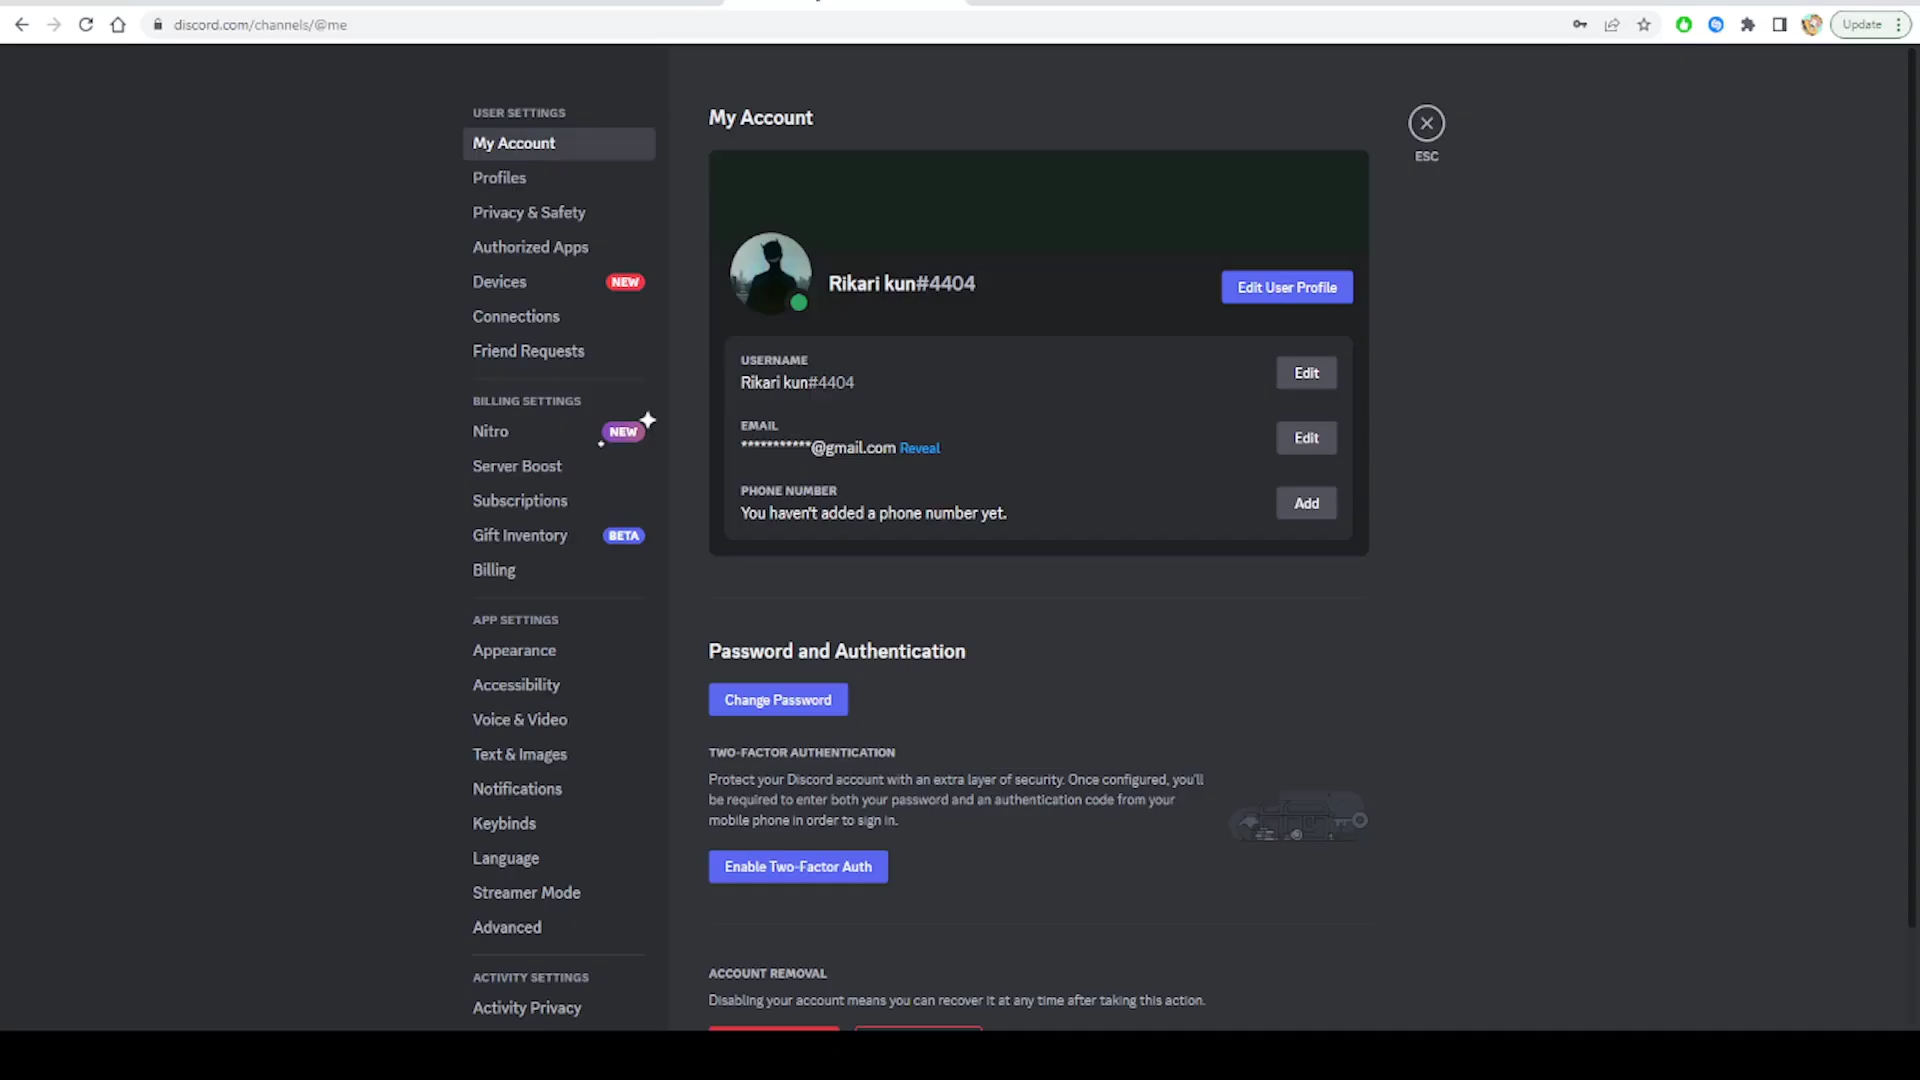 discord.com/channels/@me
Update
USER SETTINGS
My Account
Profiles
Privacy & Safety
Authorized Apps
Devices NEW
Connections
Friend Requests
BILLING SETTINGS
Nitro NEW
Server Boost
Subscriptions
Gift Inventory BETA
Billing
APP SETTINGS
Appearance
Accessibility
Voice & Video
Text & Images
Notifications
Keybinds
Language
Streamer Mode
Advanced
ACTIVITY SETTINGS
Activity Privacy
My Account
ESC
Rikari kun#4404
Edit User Profile
USERNAME
Rikari kun#4404
Edit
EMAIL
***********@gmail.com Reveal
Edit
PHONE NUMBER
You haven't added a phone number yet.
Add
Password and Authentication
Change Password
TWO-FACTOR AUTHENTICATION
Protect your Discord account with an extra layer of security. Once configured, you'll
be required to enter both your password and an authentication code from your
mobile phone in order to sign in.
Enable Two-Factor Auth
ACCOUNT REMOVAL
Disabling your account means you can recover it at any time after taking this action.